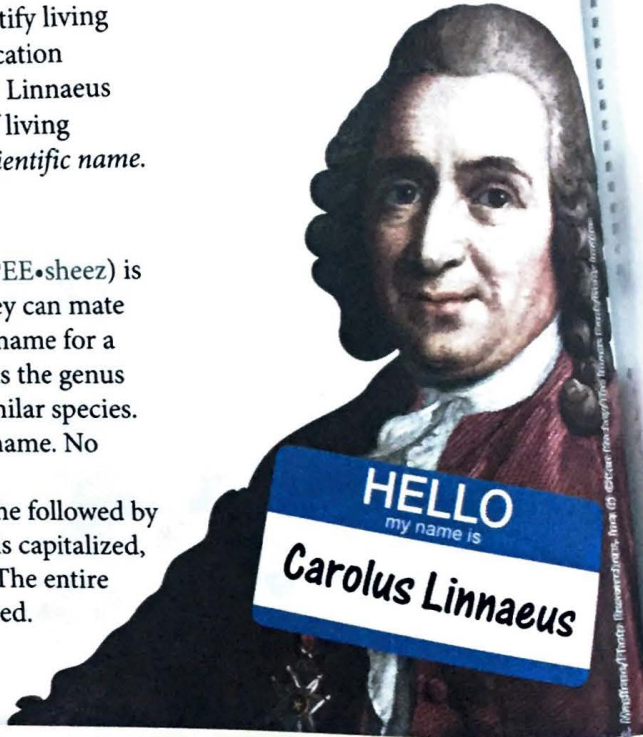 tify living
cation
Linnaeus
living
ientific name.
EE•sheez) is
ey can mate
name for a
s the genus
nilar species.
name. No
ne followed by
s capitalized,
The entire
ed.
HELLO
my name is
Carolus Linnaeus